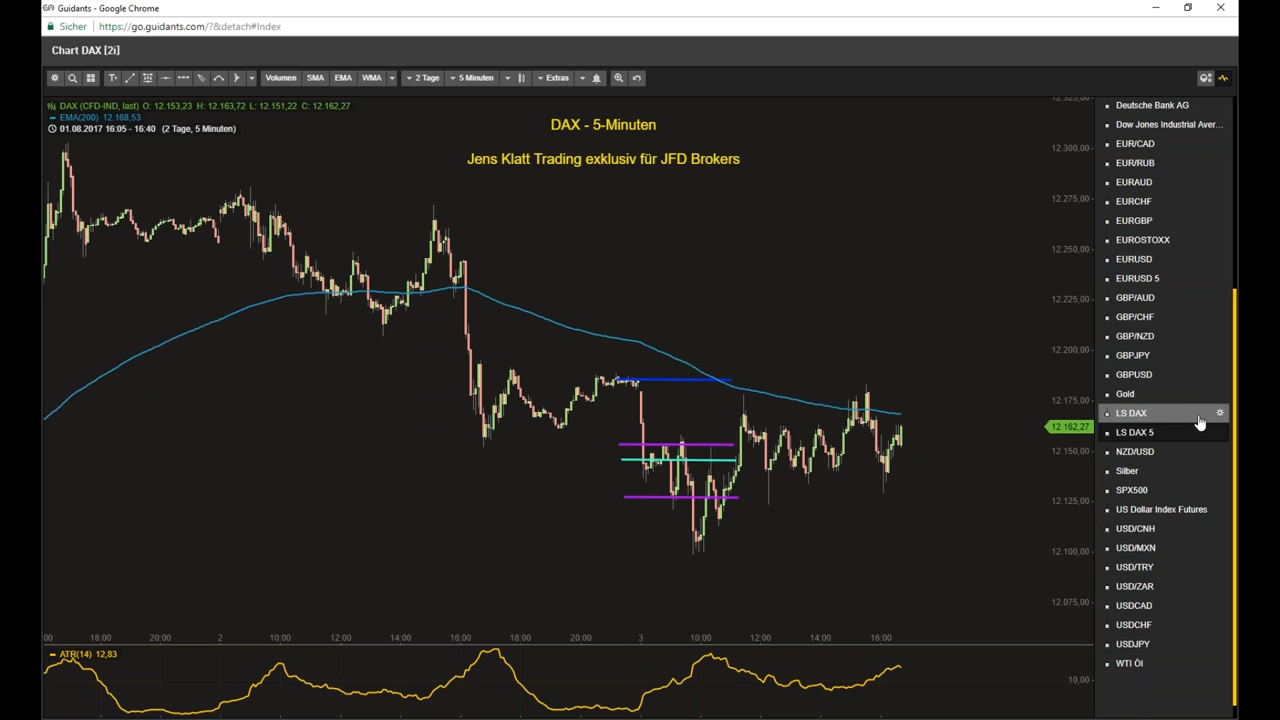 Guidants - Google Chrome
Sicher https://go.guidants.com/?&detach#Index
Chart DAX [2i]
T+ Volumen SMA EMA WMA 2 Tage 5 Minuten Extras
DAX (CFD-IND, last) O: 12.153,23 H: 12.163,72 L: 12.151,22 C: 12.162,27
EMA(200) 12.168,53
01.08.2017 16:05 - 16:40 (2 Tage, 5 Minuten)
DAX - 5-Minuten
Jens Klatt Trading exklusiv für JFD Brokers
12.325,00
12.300,00
12.275,00
12.250,00
12.225,00
12.200,00
12.175,00
12.162,27
12.150,00
12.125,00
12.100,00
12.075,00
00 18:00 20:00 2 10:00 12:00 14:00 16:00 18:00 20:00 3 10:00 12:00 14:00 16:00
ATR(14) 12,83
10,00
Deutsche Bank AG
Dow Jones Industrial Aver...
EUR/CAD
EUR/RUB
EURAUD
EURCHF
EURGBP
EUROSTOXX
EURUSD
EURUSD 5
GBP/AUD
GBP/CHF
GBP/NZD
GBPJPY
GBPUSD
Gold
LS DAX
LS DAX 5
NZD/USD
Silber
SPX500
US Dollar Index Futures
USD/CNH
USD/MXN
USD/TRY
USD/ZAR
USDCAD
USDCHF
USDJPY
WTI Öl